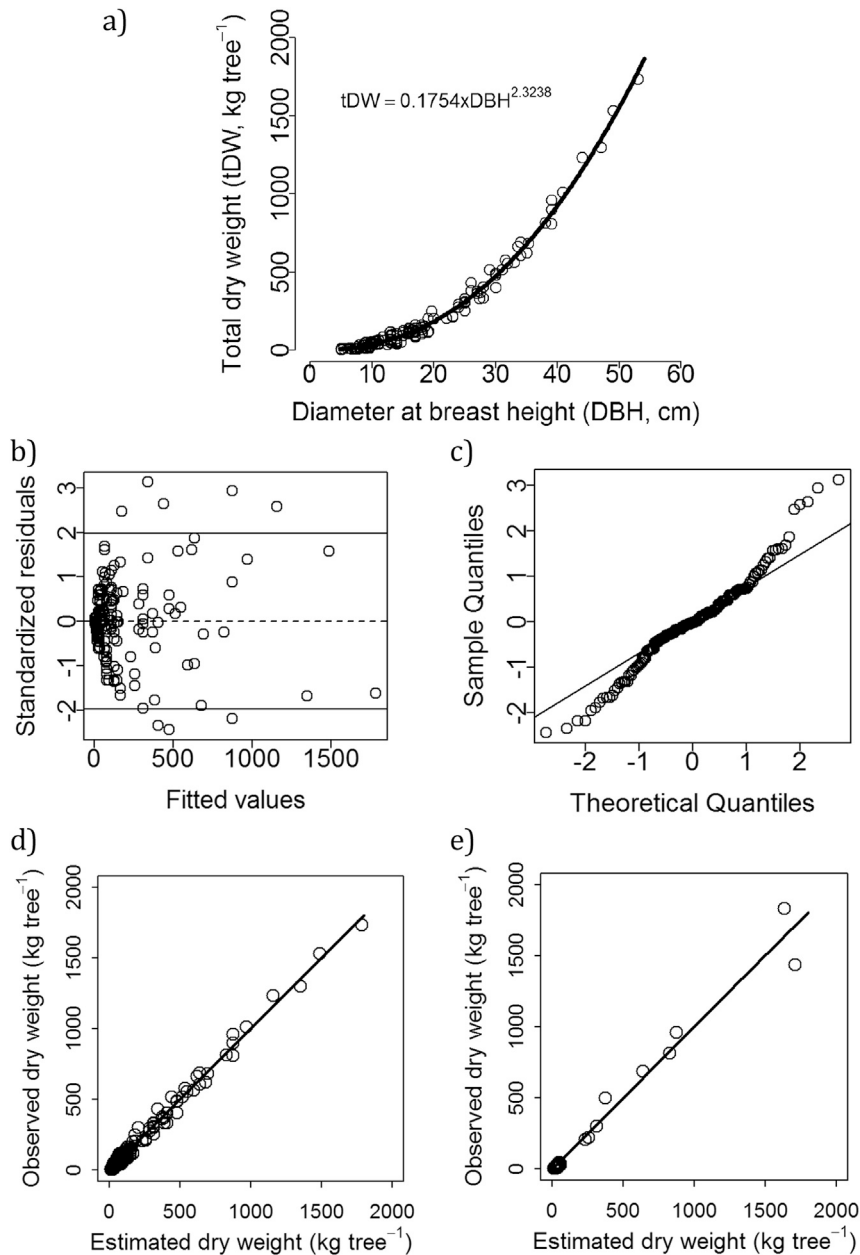 a)
Total dry weight (tDW, kg tree⁻¹)
0 500 1000 1500 2000
tDW = 0.1754xDBH^2.3238
0 10 20 30 40 50 60
Diameter at breast height (DBH, cm)
b)
Standardized residuals
-2 -1 0 1 2 3
0 500 1000 1500
Fitted values
c)
Sample Quantiles
-2 -1 0 1 2 3
-2 -1 0 1 2
Theoretical Quantiles
d)
Observed dry weight (kg tree⁻¹)
0 500 1000 1500 2000
0 500 1000 1500 2000
Estimated dry weight (kg tree⁻¹)
e)
Observed dry weight (kg tree⁻¹)
0 500 1000 1500 2000
0 500 1000 1500 2000
Estimated dry weight (kg tree⁻¹)